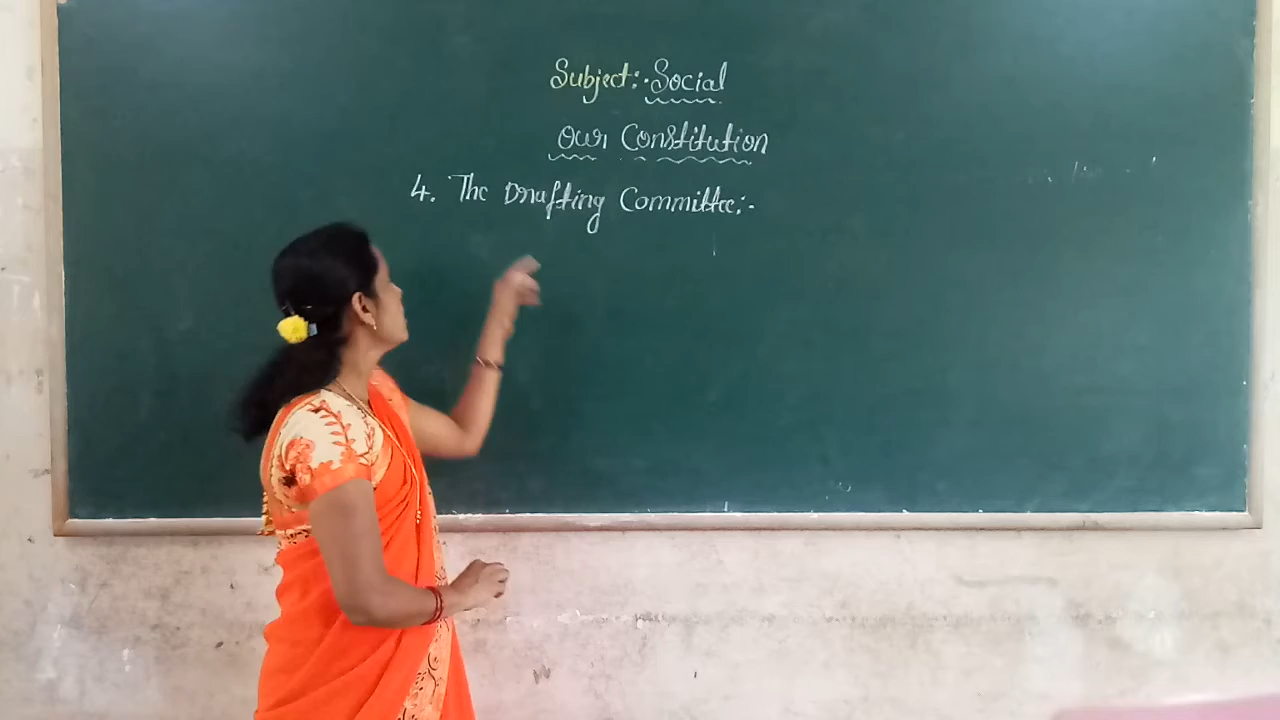 Subject:- Social
Our Constitution
4. The Drafting Committee:-